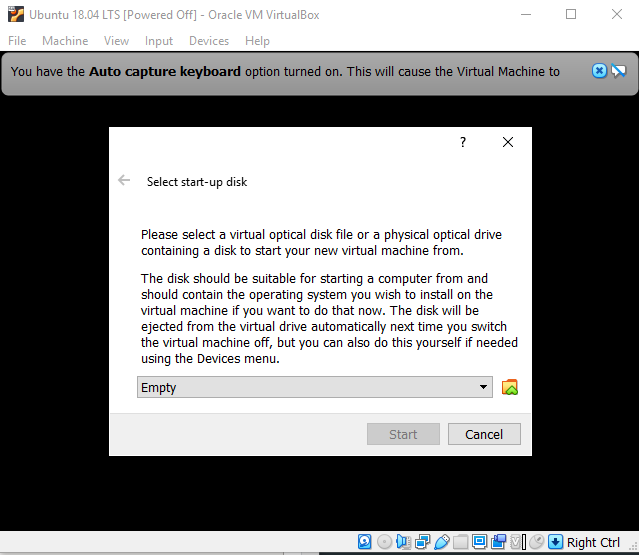 Ubuntu 18.04 LTS [Powered Off] - Oracle VM VirtualBox
File Machine View Input Devices Help
You have the Auto capture keyboard option turned on. This will cause the Virtual Machine to
?
Select start-up disk
Please select a virtual optical disk file or a physical optical drive
containing a disk to start your new virtual machine from.
The disk should be suitable for starting a computer from and
should contain the operating system you wish to install on the
virtual machine if you want to do that now. The disk will be
ejected from the virtual drive automatically next time you switch
the virtual machine off, but you can also do this yourself if needed
using the Devices menu.
Empty
Start Cancel
Right Ctrl